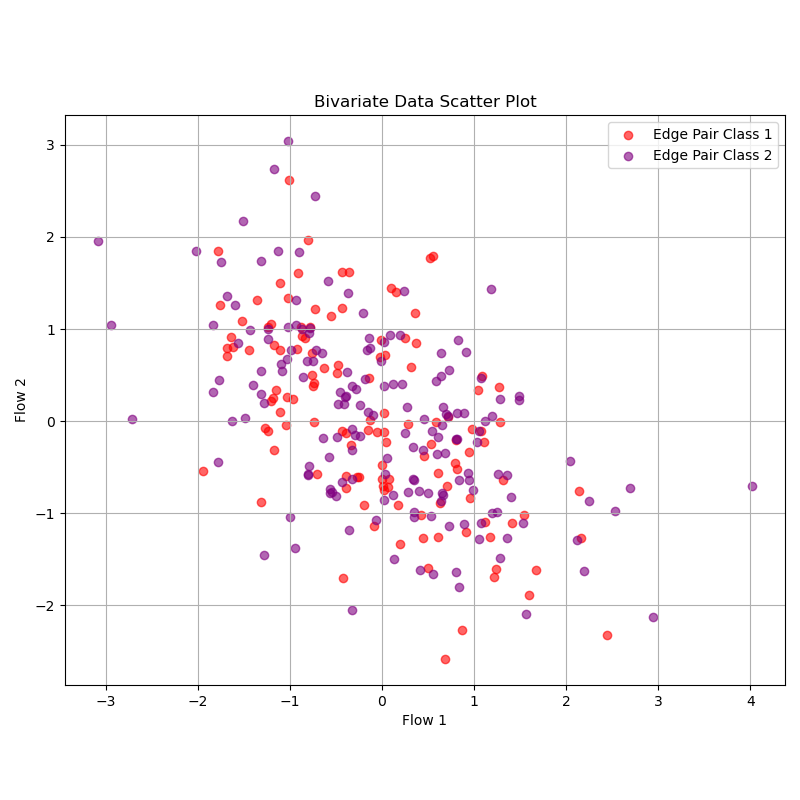 Bivariate Data Scatter Plot
Edge Pair Class 1
Edge Pair Class 2
3
2
1
0
−1
−2
Flow 2
−3 −2 −1 0 1 2 3 4
Flow 1